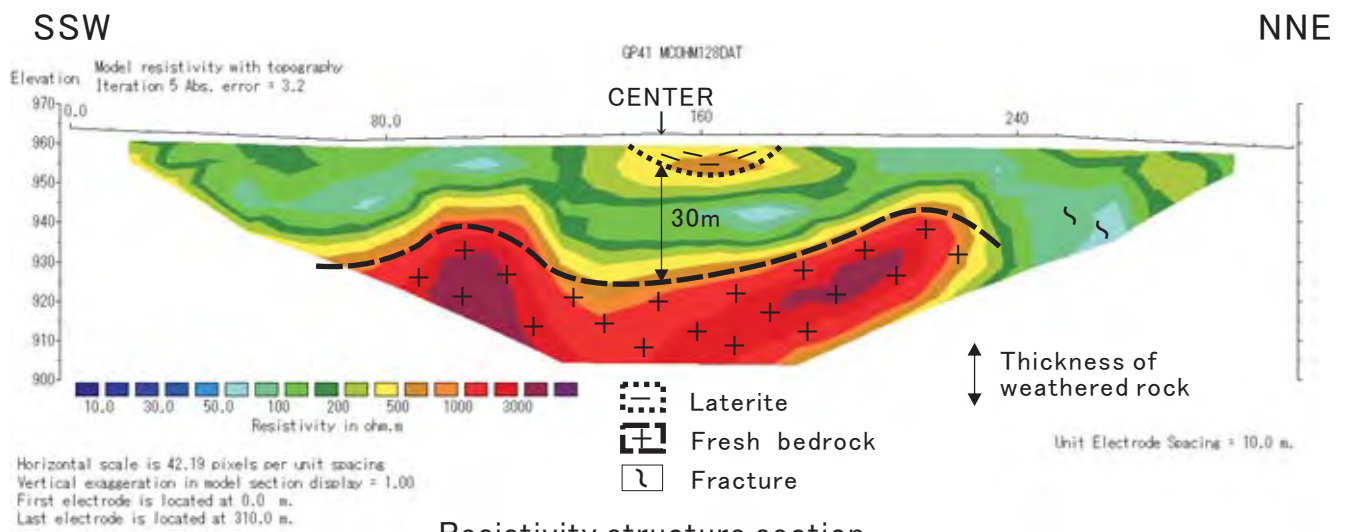 SSW
NNE
GP41 MCOHM128DAT
Model resistivity with topography
Elevation
Iteration 5 Abs. error = 3.2
CENTER
970
0.0
80.0
160
240
960
950
940
30m
930
920
910
900
10.0 30.0 50.0 100 200 500 1000 3000
Resistivity in ohm.m
Thickness of
weathered rock
Laterite
Fresh bedrock
Fracture
Unit Electrode Spacing = 10.0 m.
Horizontal scale is 42.19 pixels per unit spacing
Vertical exaggeration in model section display = 1.00
First electrode is located at 0.0 m.
Last electrode is located at 310.0 m.
Resistivity structure section